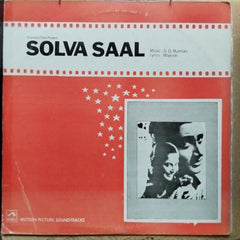 SOLVA SAAL
Music : S. D. Burman
Lyrics : Majrooh
MOTION PICTURE SOUNDTRACKS